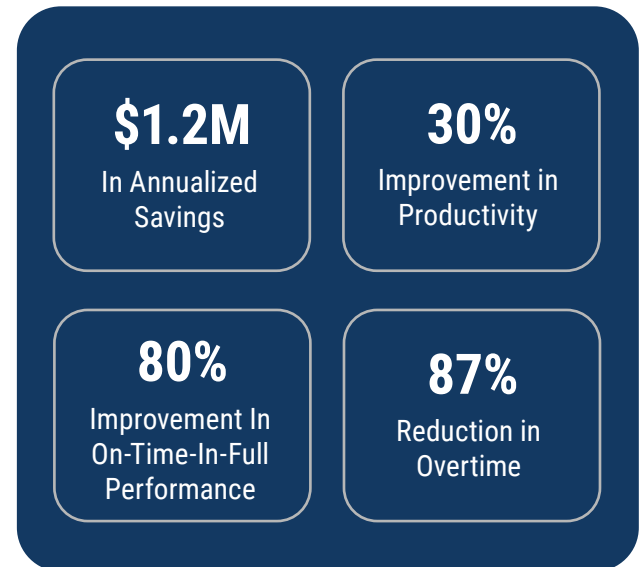 $1.2M
In Annualized
Savings
30%
Improvement in
Productivity
80%
Improvement In
On-Time-In-Full
Performance
87%
Reduction in
Overtime